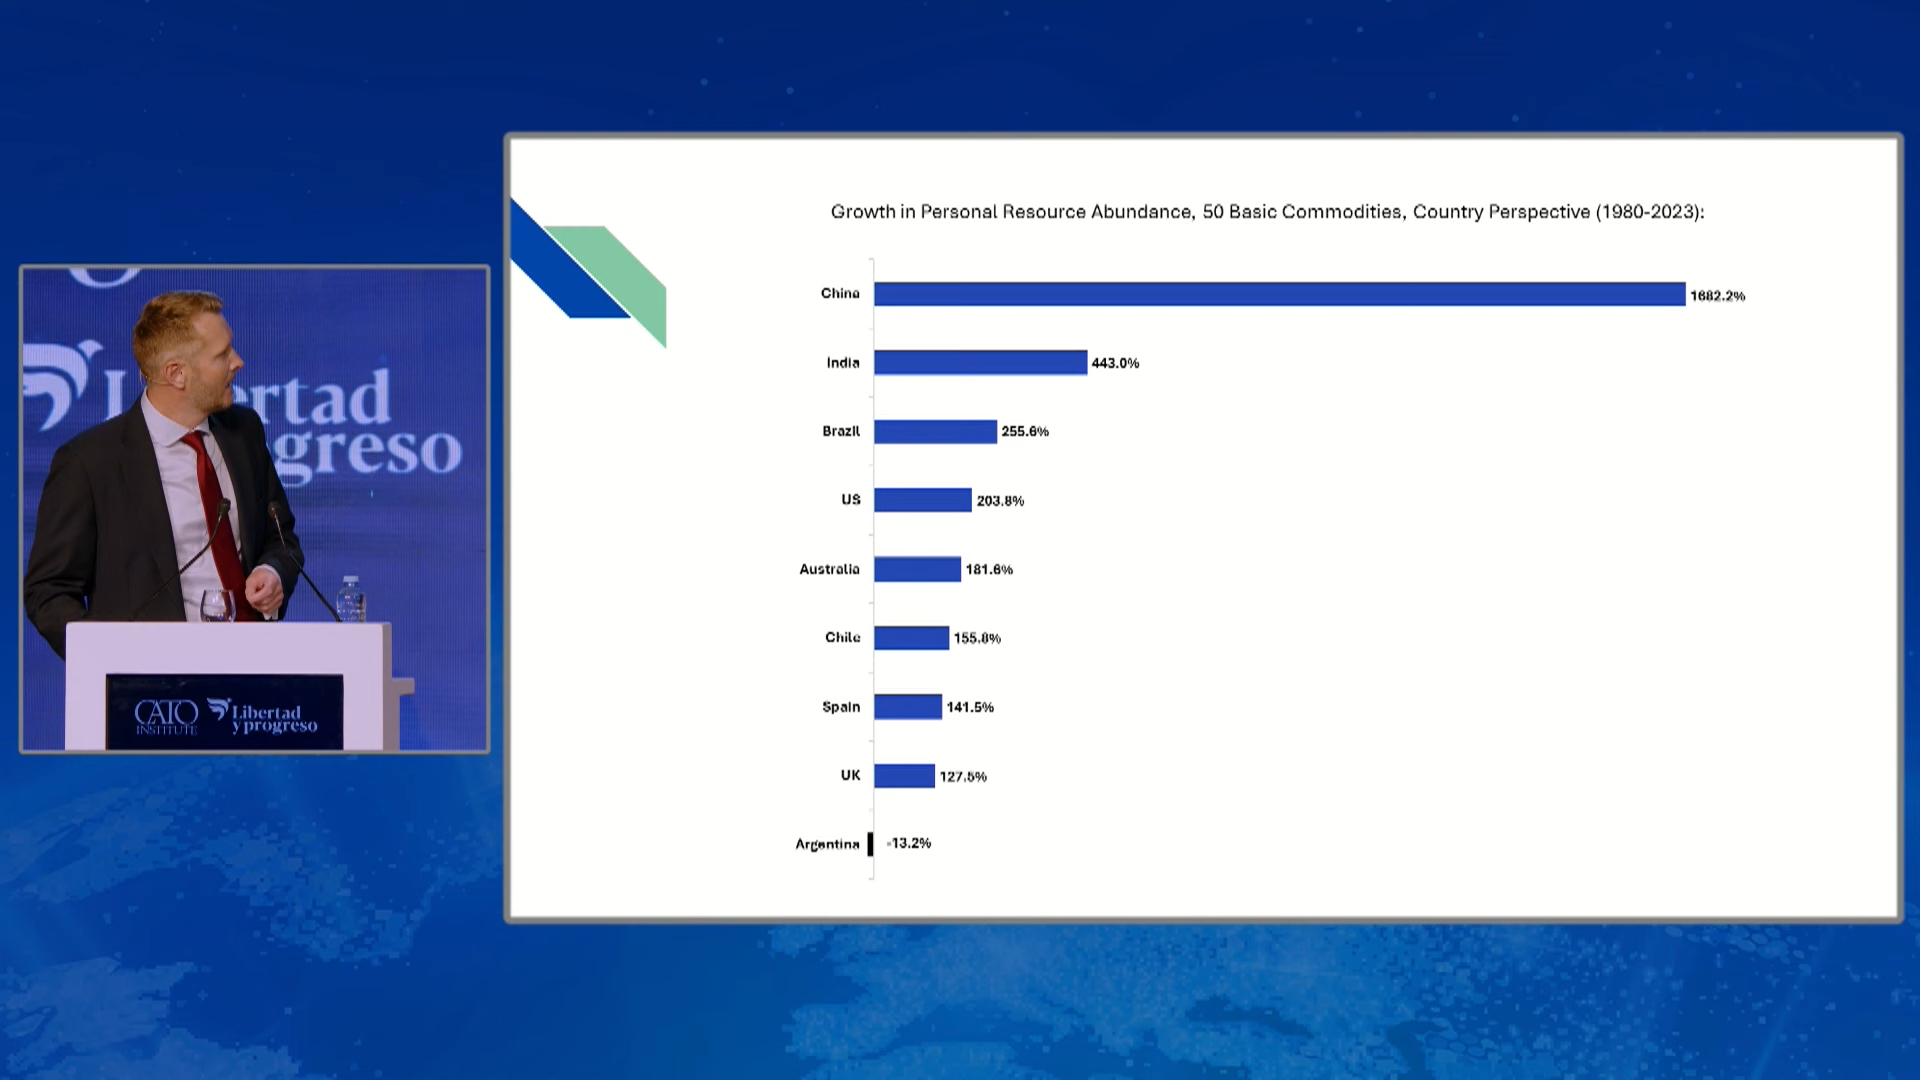 Libertad
progreso
CATO
INSTITUTE
Libertad
y progreso
Growth in Personal Resource Abundance, 50 Basic Commodities, Country Perspective (1980-2023):
China 1682.2%
India 443.0%
Brazil 255.6%
US 203.8%
Australia 181.6%
Chile 155.8%
Spain 141.5%
UK 127.5%
Argentina -13.2%